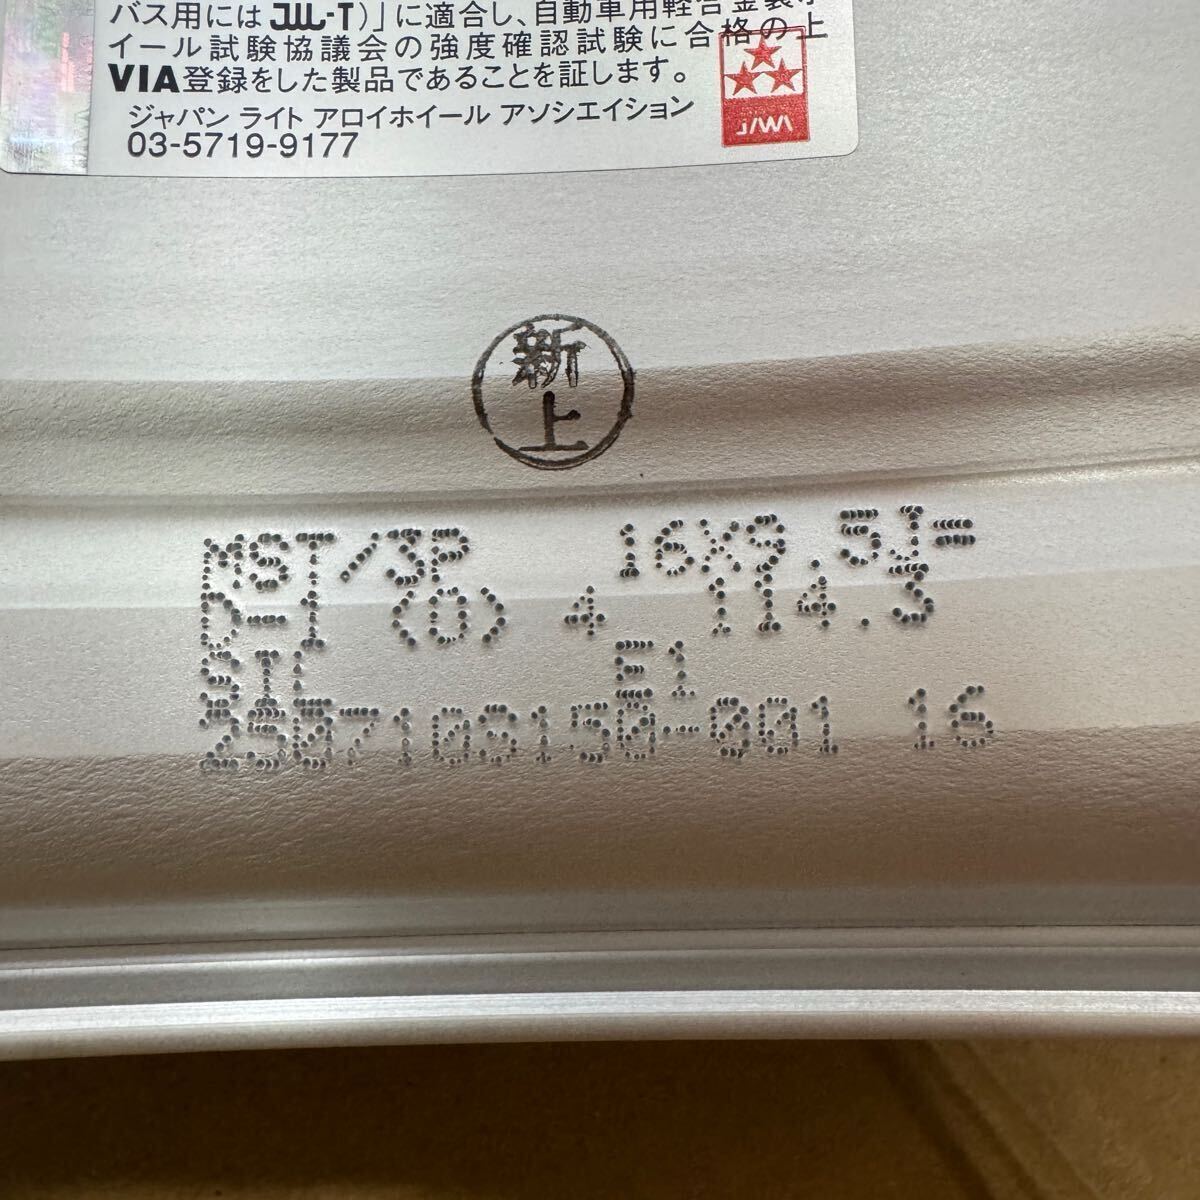 バス用には JWL-T)」に適合し、自動車用軽合金製ホ
イール試験協議会の強度確認試験に合格の上
VIA登録をした製品であることを証します。
ジャパン ライト アロイホイール アソシエイション
03-5719-9177
JAWA
新
上
MST/3P 16X9.5J=
D-1 (0) 4 114.3
SIL E1
250710S150-001 16